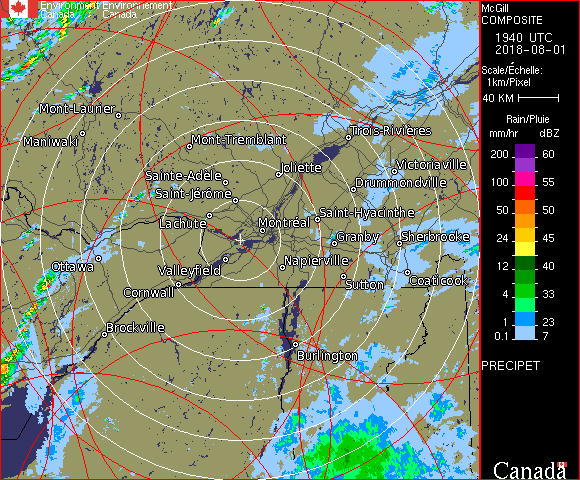 Environment Environnement
Canada Canada
Mont-Laurier
Maniwaki
Mont-Tremblant
Trois-Rivières
Joliette
Victoriaville
Sainte-Adèle
Drummondville
Saint-Jérôme
Lachute
Saint-Hyacinthe
Montréal
Granby
Sherbrooke
Ottawa
Valleyfield
Napierville
Cornwall
Sutton
Coaticook
Brockville
Burlington
McGill
COMPOSITE
1940 UTC
2018-08-01
Scale/Échelle:
1km/Pixel
40 KM
Rain/Pluie
mm/hr dBZ
200 60
150 57
100 55
50 50
24 45
12 40
4 33
1 23
0.1 7
PRECIPET
Canada